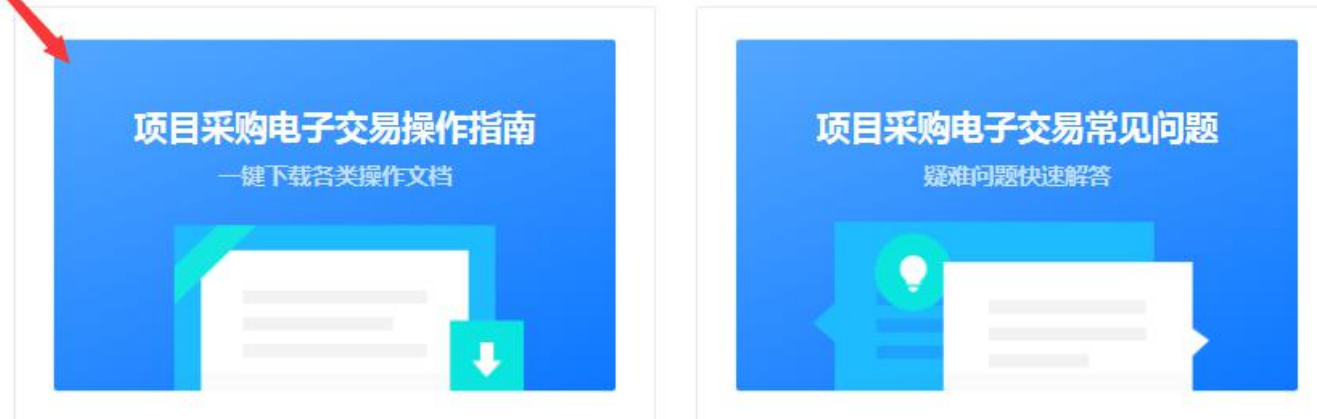 项目采购电子交易操作指南
一键下载各类操作文档
项目采购电子交易常见问题
疑难问题快速解答